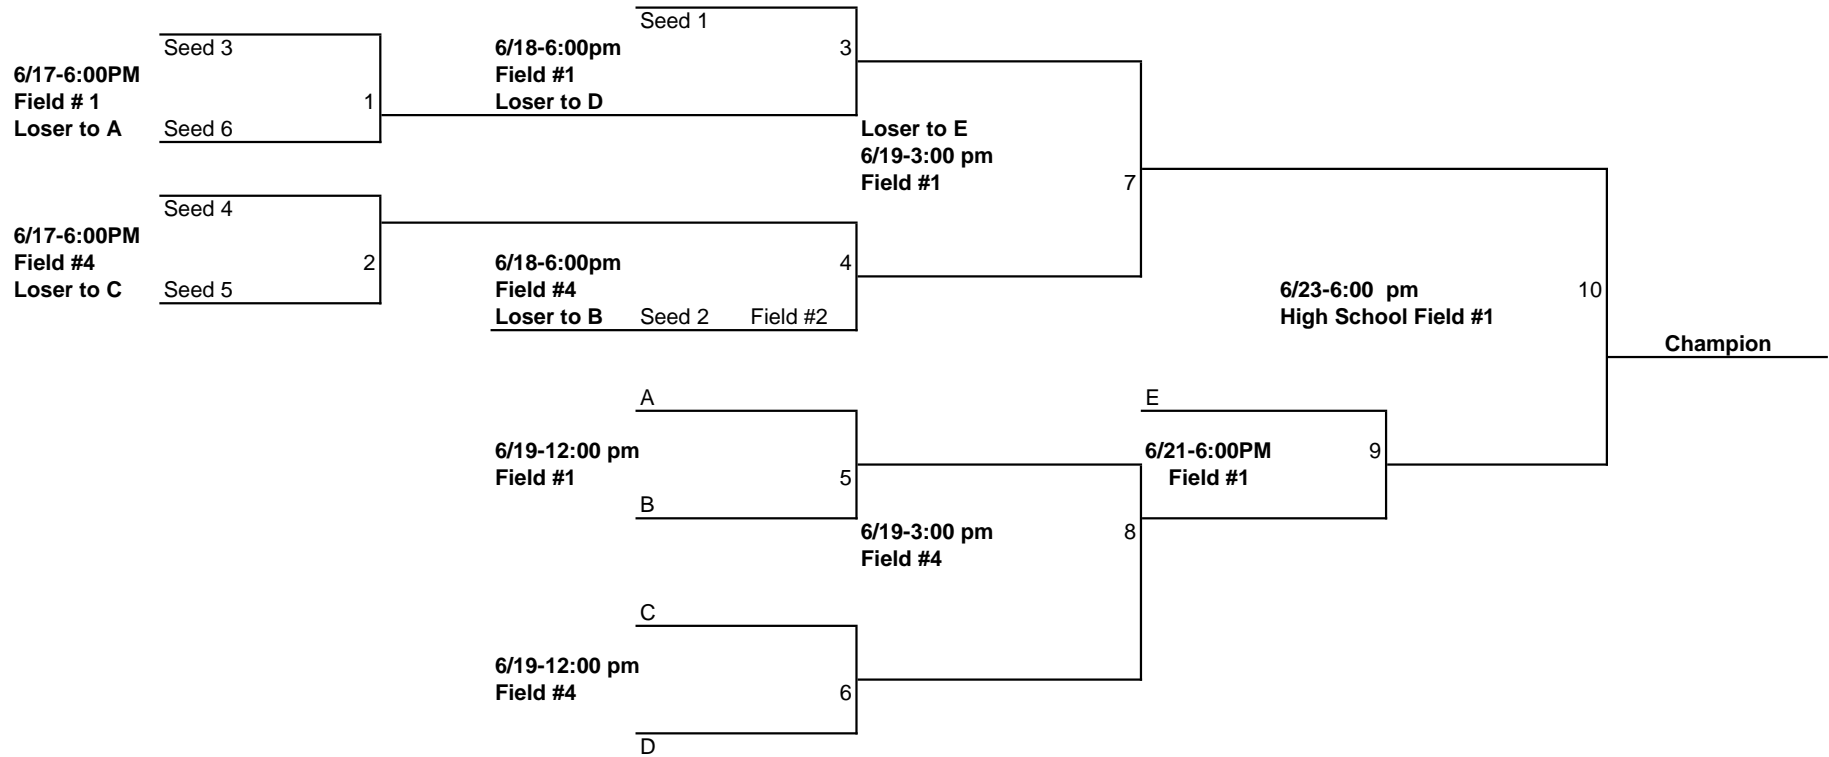 Seed 1
Seed 3
6/18-6:00pm
3
6/17-6:00PM
Field #1
Field # 1
1
Loser to D
Loser to A
Seed 6
Loser to E
6/19-3:00 pm
Field #1
7
Seed 4
6/17-6:00PM
Field #4
2
6/18-6:00pm
4
Loser to C
Seed 5
Field #4
6/23-6:00 pm
10
Loser to B
Seed 2
Field #2
High School Field #1
Champion
A
E
6/19-12:00 pm
6/21-6:00PM
9
Field #1
5
Field #1
B
6/19-3:00 pm
8
Field #4
C
6/19-12:00 pm
Field #4
6
D